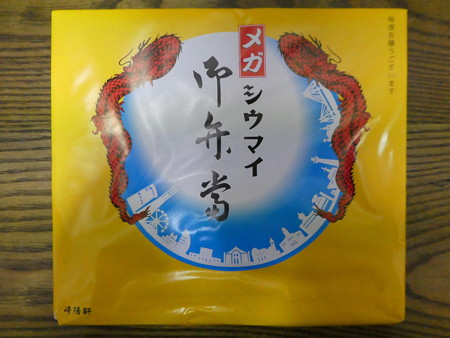 毎度有難うございます
メガ
シウマイ
御弁当
崎陽軒